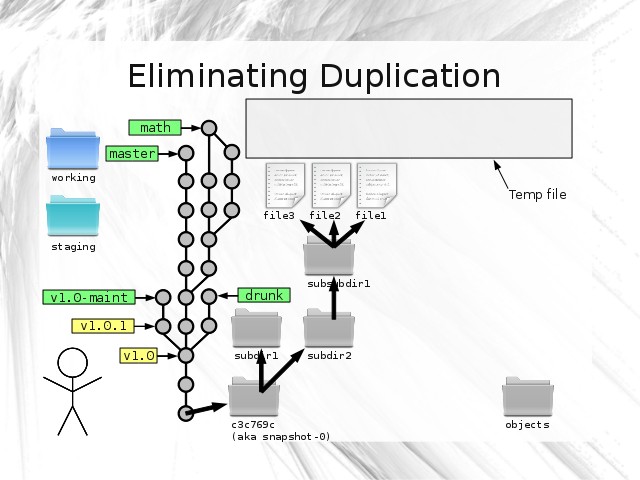 Eliminating Duplication
math
master
working
staging
Temp file
file3
file2
file1
subsubdir1
v1.0-maint
drunk
v1.0.1
v1.0
subdir1
subdir2
c3c769c
(aka snapshot-0)
objects